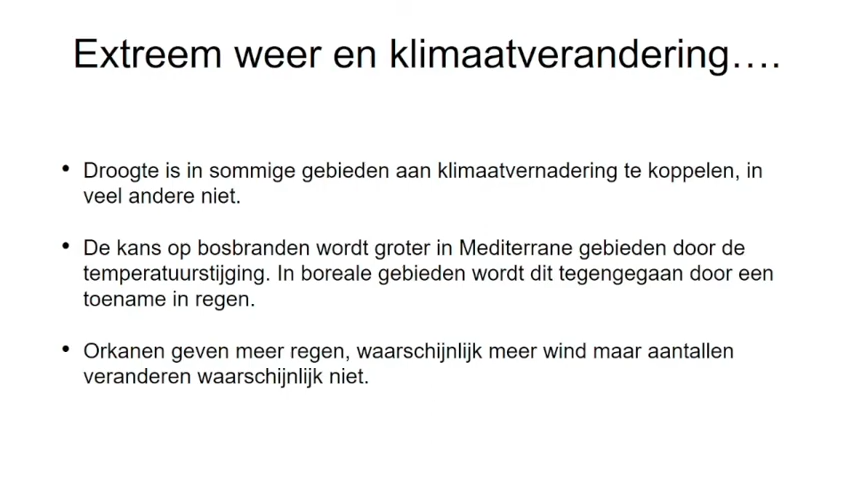 Extreem weer en klimaatverandering….
• Droogte is in sommige gebieden aan klimaatvernadering te koppelen, in
veel andere niet.
• De kans op bosbranden wordt groter in Mediterrane gebieden door de
temperatuurstijging. In boreale gebieden wordt dit tegengegaan door een
toename in regen.
• Orkanen geven meer regen, waarschijnlijk meer wind maar aantallen
veranderen waarschijnlijk niet.